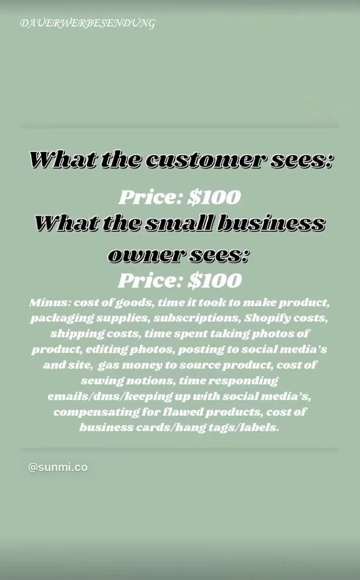 DAUERWERBESENDUNG
What the customer sees:
Price: $100
What the small business
owner sees:
Price: $100
Minus: cost of goods, time it took to make product,
packaging supplies, subscriptions, Shopify costs,
shipping costs, time spent taking photos of
product, editing photos, posting to social media's
and site, gas money to source product, cost of
sewing notions, time responding
emails/dms/keeping up with social media's,
compensating for flawed products, cost of
business cards/hang tags/labels.
@sunmi.co